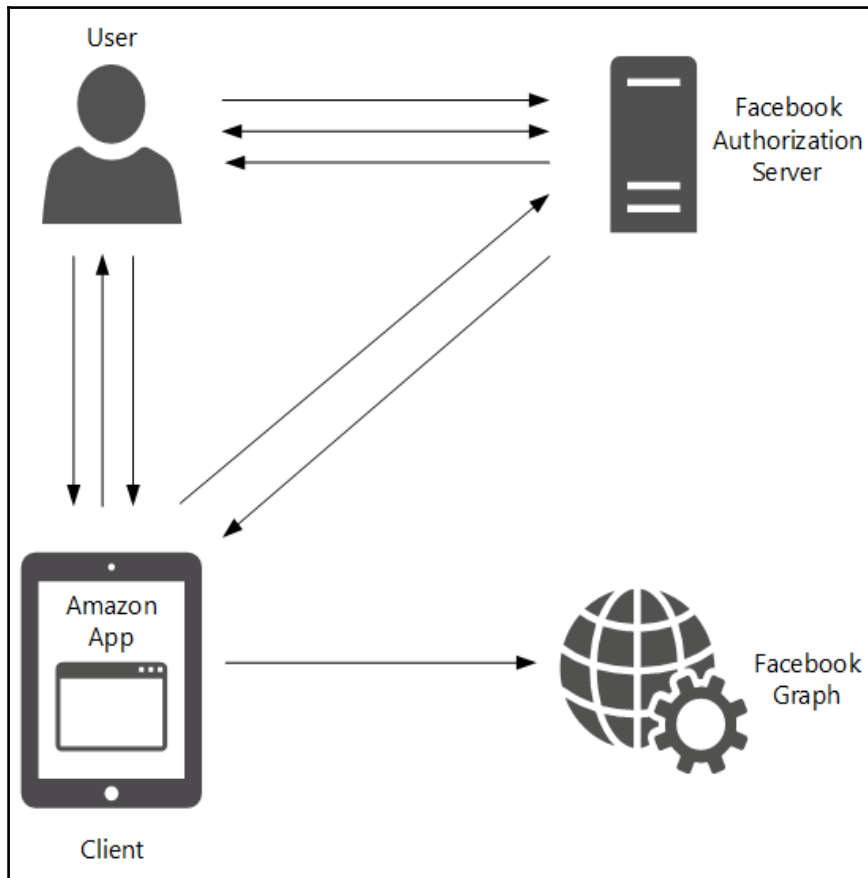 User
Facebook
Authorization
Server
Amazon
App
Client
Facebook
Graph